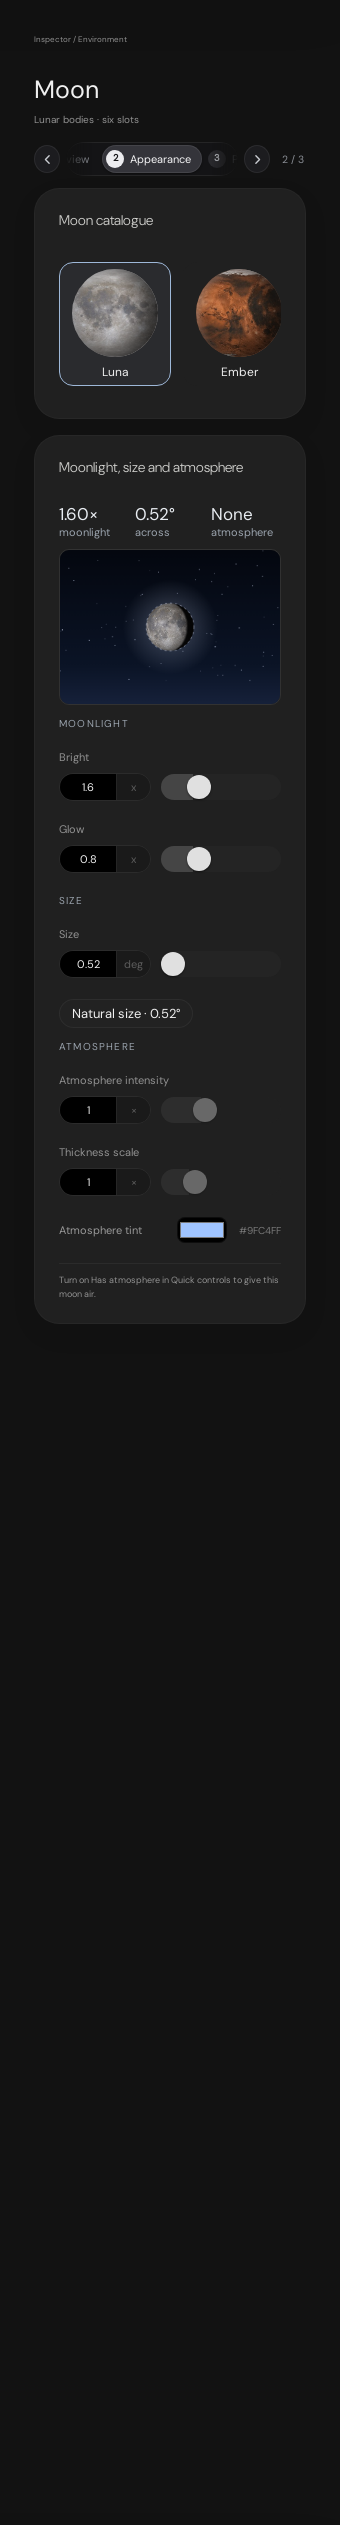 Inspector / Environment
Moon
Lunar bodies · six slots
2 Appearance 3 2 / 3
Moon catalogue
Luna Ember
Moonlight, size and atmosphere
1.60× 0.52° None
moonlight across atmosphere
MOONLIGHT
Bright
1.6 x
Glow
0.8 x
SIZE
Size
0.52 deg
Natural size · 0.52°
ATMOSPHERE
Atmosphere intensity
1 ×
Thickness scale
1 ×
Atmosphere tint #9FC4FF
Turn on Has atmosphere in Quick controls to give this
moon air.